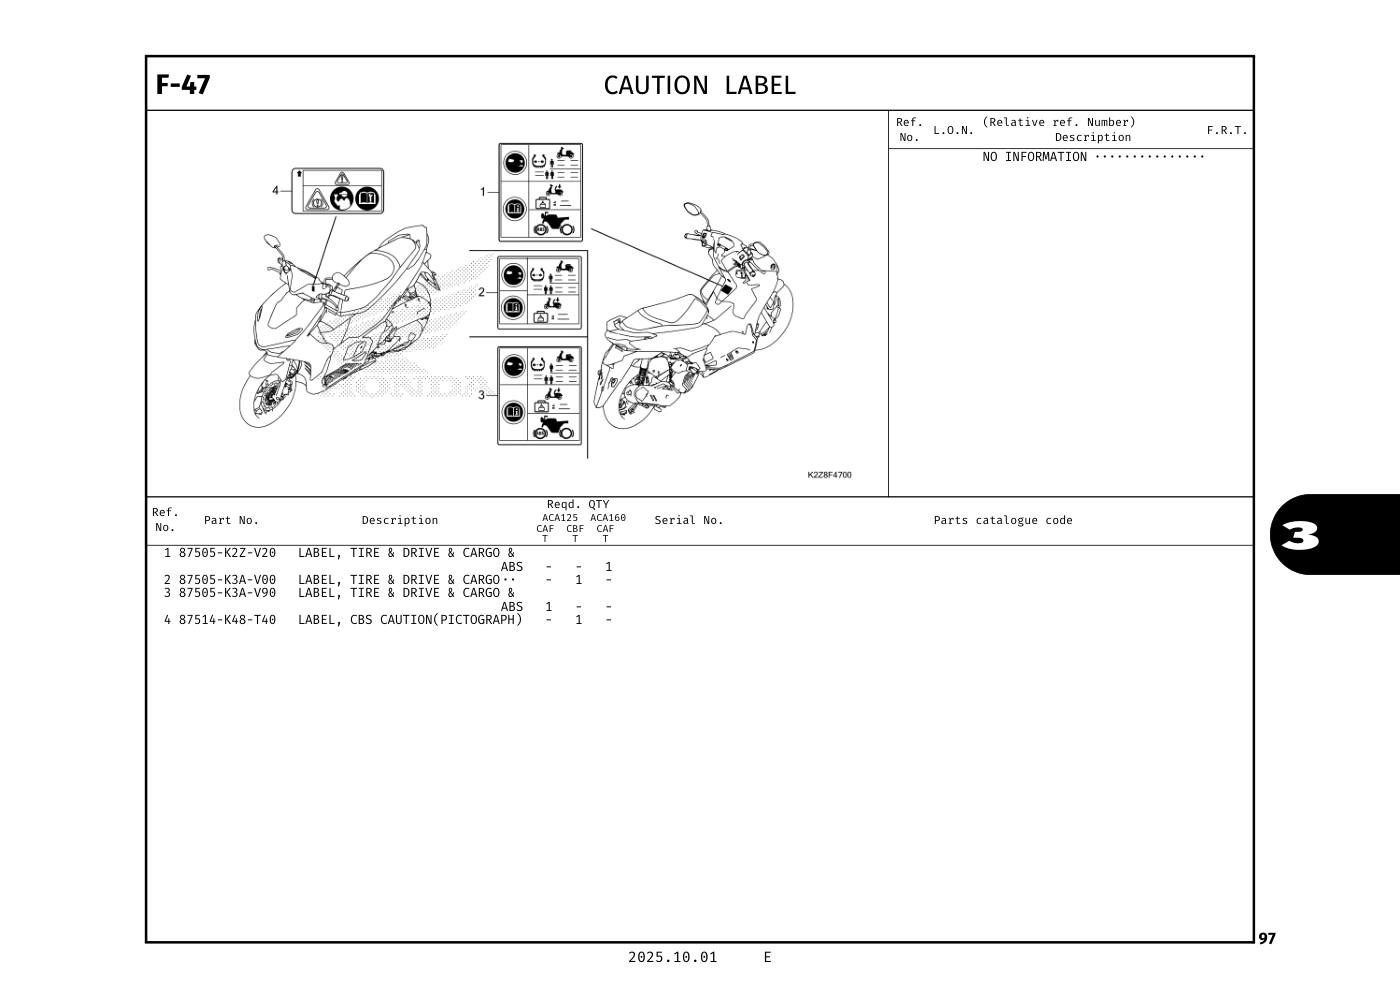 F-47
CAUTION LABEL
Ref. No.
L.O.N.
(Relative ref. Number)
Description
F.R.T.
NO INFORMATION ···············
4
1
2
3
HONDA
K2Z8F4700
Ref. No.
Part No.
Description
Reqd. QTY
ACA125 ACA160
CAF CBF CAF
T T T
Serial No.
Parts catalogue code
1 87505-K2Z-V20 LABEL, TIRE & DRIVE & CARGO &
ABS - - 1
2 87505-K3A-V00 LABEL, TIRE & DRIVE & CARGO·· - 1 -
3 87505-K3A-V90 LABEL, TIRE & DRIVE & CARGO &
ABS 1 - -
4 87514-K48-T40 LABEL, CBS CAUTION(PICTOGRAPH) - 1 -
3
97
2025.10.01 E